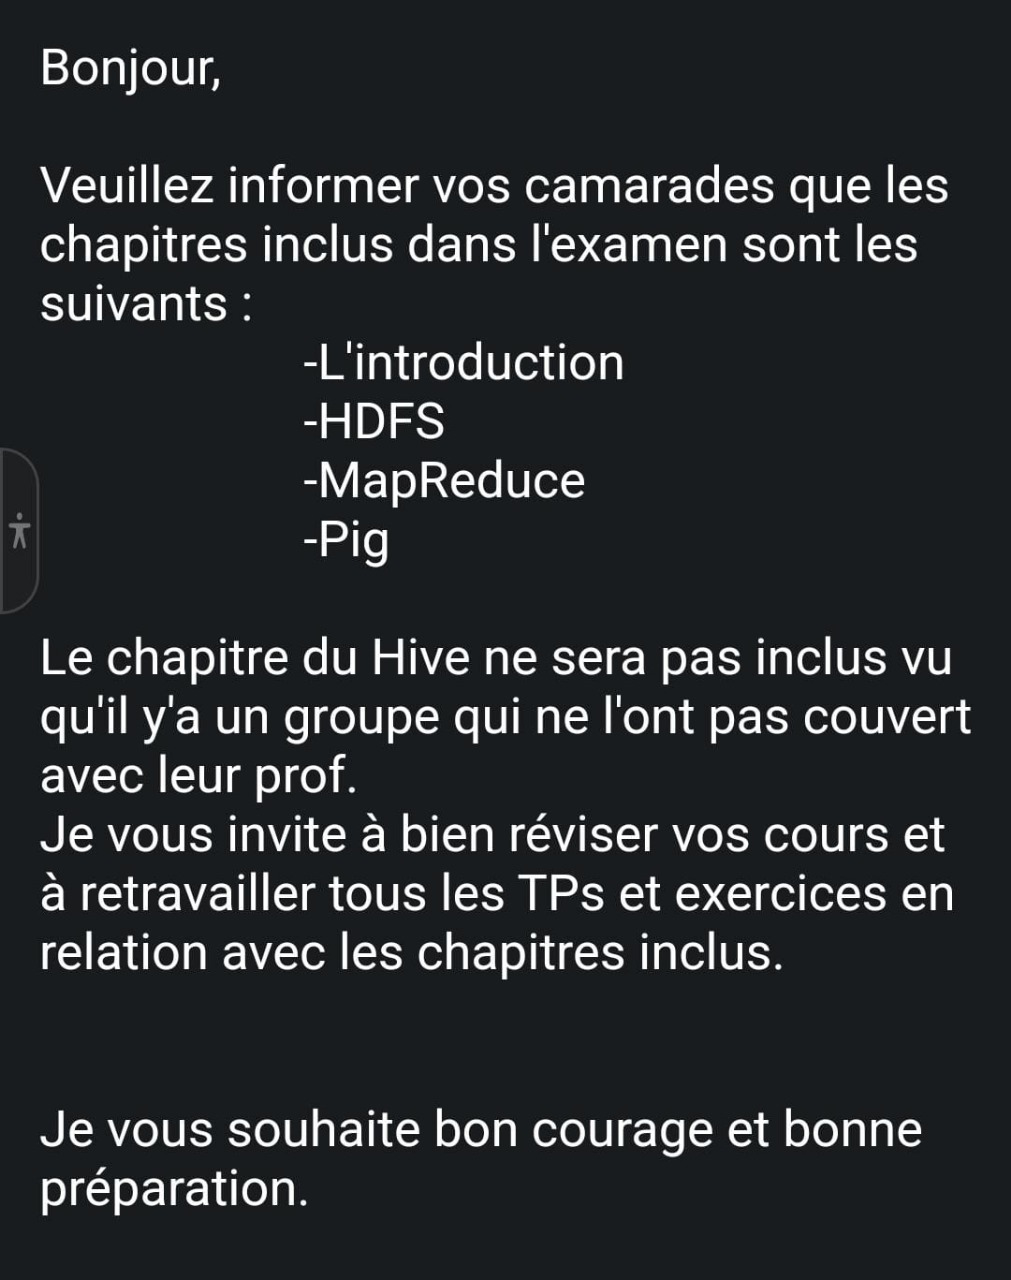 Bonjour,
Veuillez informer vos camarades que les
chapitres inclus dans l'examen sont les
suivants :
-L'introduction
-HDFS
-MapReduce
-Pig
Le chapitre du Hive ne sera pas inclus vu
qu'il y'a un groupe qui ne l'ont pas couvert
avec leur prof.
Je vous invite à bien réviser vos cours et
à retravailler tous les TPs et exercices en
relation avec les chapitres inclus.
Je vous souhaite bon courage et bonne
préparation.